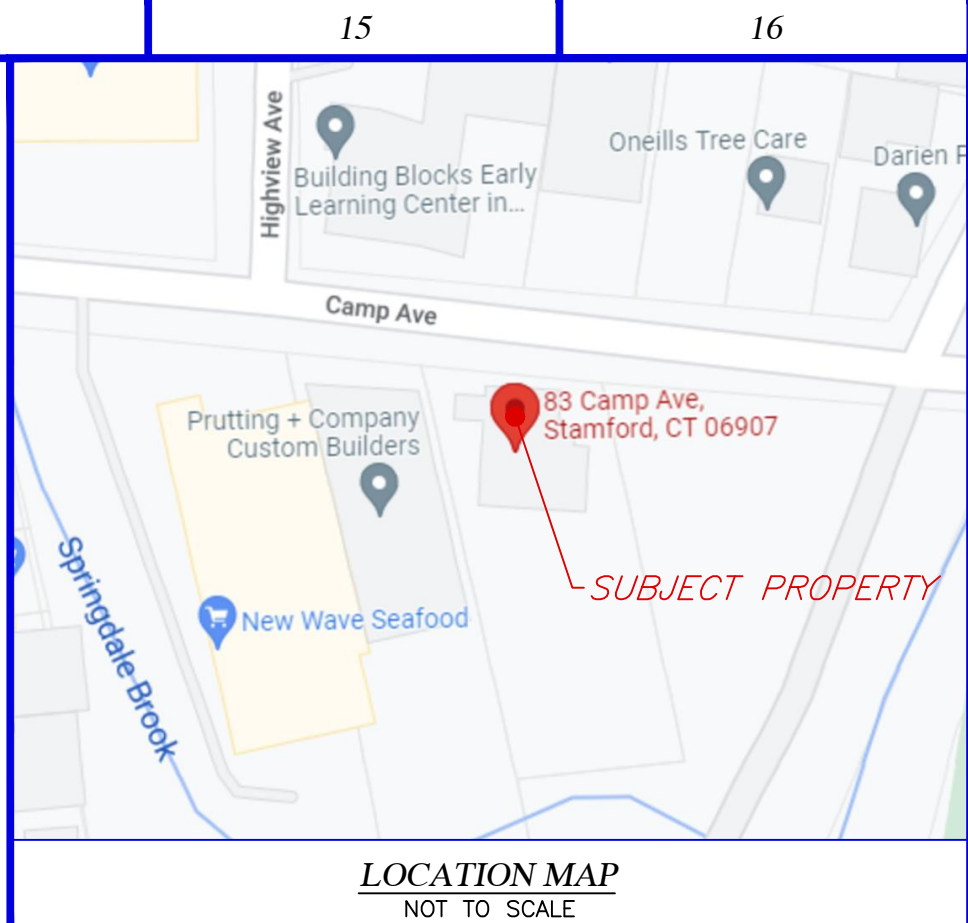 15
16
Highview Ave
Building Blocks Early
Learning Center in...
Oneills Tree Care
Darien
Camp Ave
83 Camp Ave,
Stamford, CT 06907
Prutting + Company
Custom Builders
SUBJECT PROPERTY
New Wave Seafood
Springdale Brook
LOCATION MAP
NOT TO SCALE